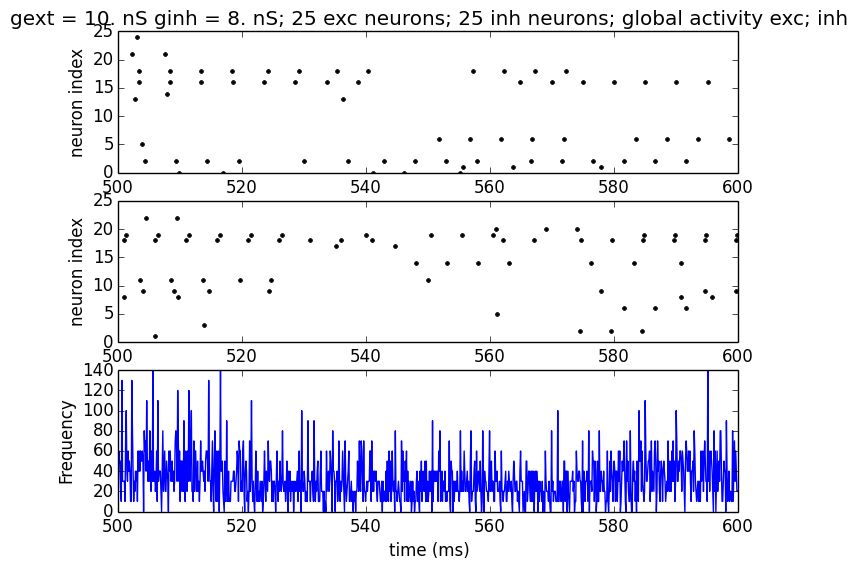 gext = 10. nS ginh = 8. nS; 25 exc neurons; 25 inh neurons; global activity exc; inh
25
20
15
10
5
0
neuron index
500 520 540 560 580 600
25
20
15
10
5
0
neuron index
500 520 540 560 580 600
140
120
100
80
60
40
20
0
Frequency
500 520 540 560 580 600
time (ms)